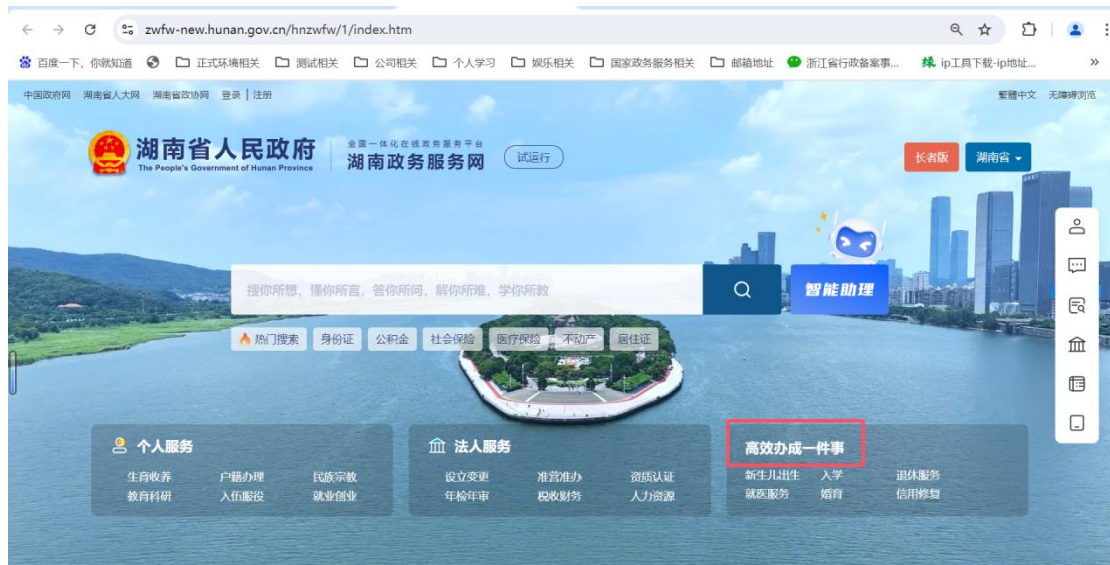 zwfw-new.hunan.gov.cn/hnzwfw/1/index.htm
百度一下，你就知道 正式环境相关 测试相关 公司相关 个人学习 娱乐相关 国家政务服务相关 邮箱地址 浙江省行政备案事... ip工具下载-ip地址... »
中国政府网 湖南省人大网 湖南省政协网 登录 | 注册 繁體中文 无障碍浏览
湖南省人民政府
The People's Government of Hunan Province
全国一体化在线政务服务平台
湖南政务服务网
试运行
长者版 湖南省
搜你所想，懂你所言，答你所问，解你所难，学你所教
智能助理
热门搜索 身份证 公积金 社会保险 医疗保险 不动产 居住证
个人服务
生育收养 户籍办理 民族宗教
教育科研 入伍服役 就业创业
法人服务
设立变更 准营准办 资质认证
年检年审 税收财务 人力资源
高效办成一件事
新生儿出生 入学 退休服务
就医服务 婚育 信用修复